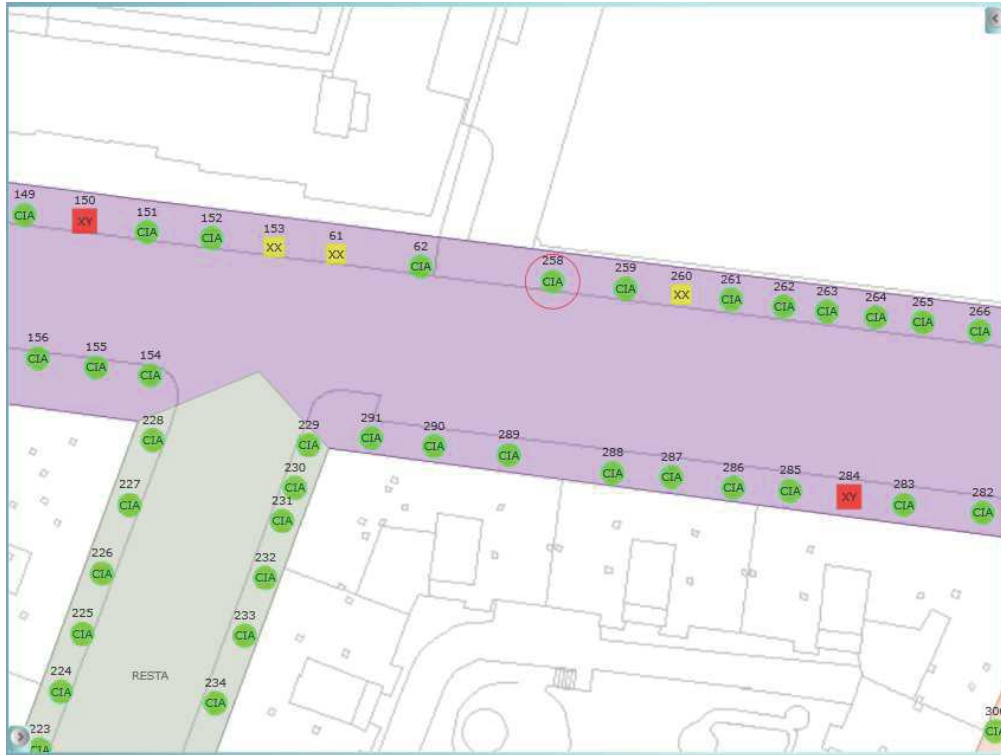 149 150 151 152 153 61 62 258 259 260 261 262 263 264 265 266
CIA XY CIA CIA XX XX CIA CIA CIA XX CIA CIA CIA CIA CIA CIA
156 155 154
CIA CIA CIA
228 229 291 290 289 288 287 286 285 284 283 282
CIA CIA CIA CIA CIA CIA CIA CIA CIA XY CIA CIA
227 230
CIA CIA
231
CIA
226 232
CIA CIA
225 233
CIA CIA
RESTA
224 234
CIA CIA
223
CIA